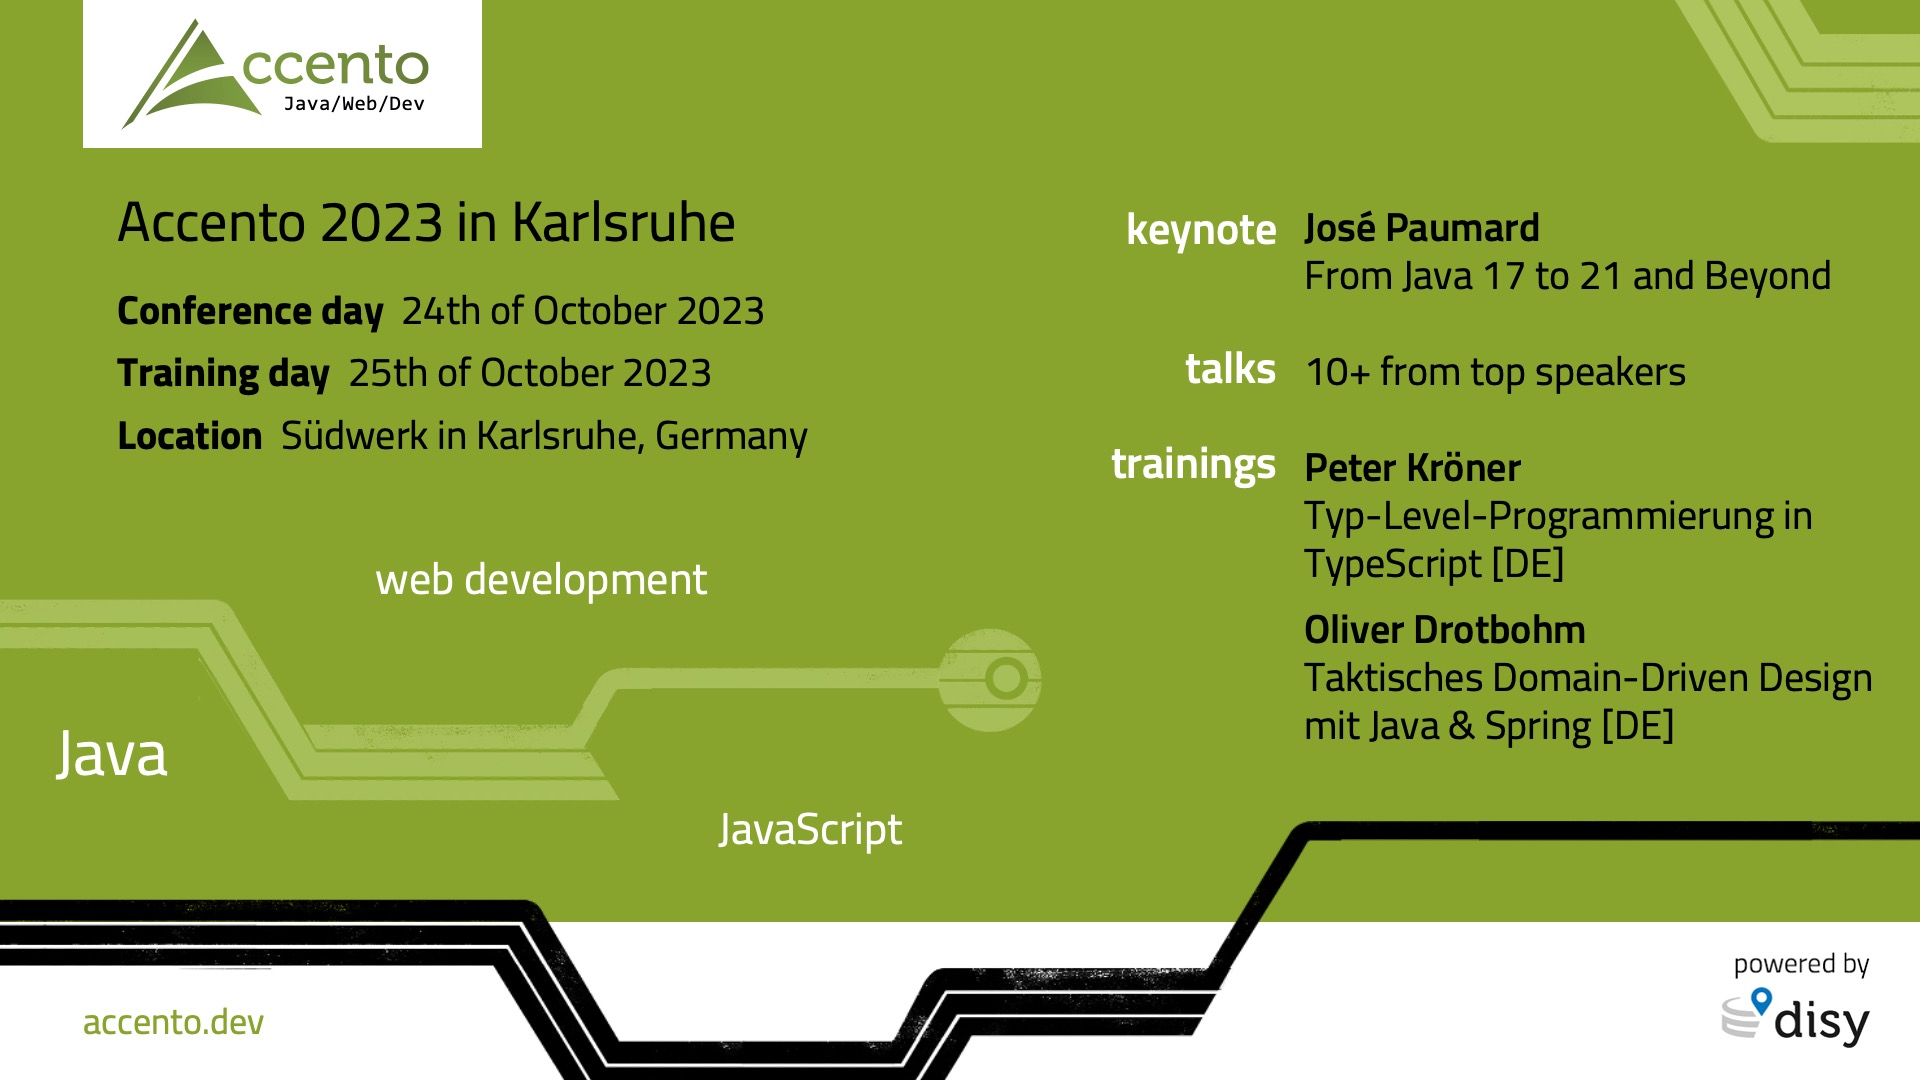 Accento
Java/Web/Dev
Accento 2023 in Karlsruhe
Conference day 24th of October 2023
Training day 25th of October 2023
Location Südwerk in Karlsruhe, Germany
web development
Java
JavaScript
keynote José Paumard
From Java 17 to 21 and Beyond
talks 10+ from top speakers
trainings Peter Kröner
Typ-Level-Programmierung in
TypeScript [DE]
Oliver Drotbohm
Taktisches Domain-Driven Design
mit Java & Spring [DE]
accento.dev
powered by
disy